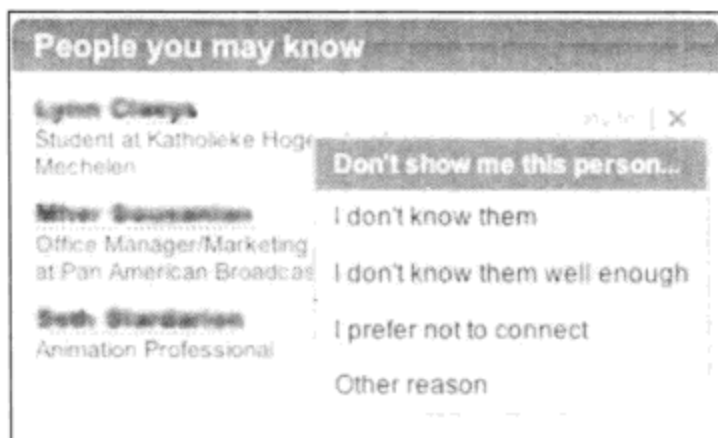 People you may know
invite | ×
Student at Katholieke Hoge
Mechelen
Don't show me this person...
I don't know them
Office Manager/Marketing
at Pan American Broadcas
I don't know them well enough
I prefer not to connect
Animation Professional
Other reason